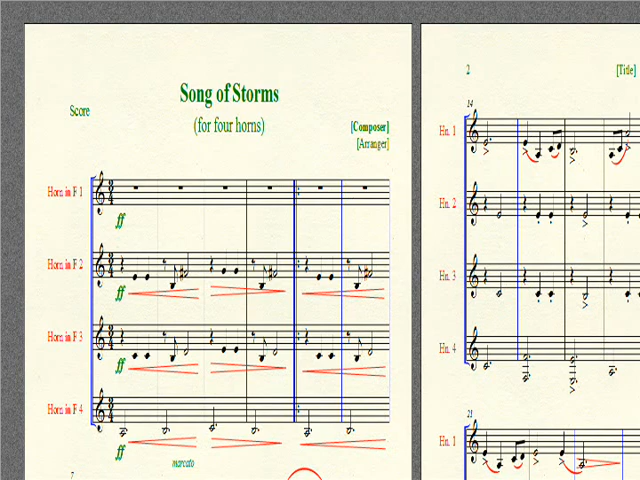 Song of Storms
Score
(for four horns)
[Composer]
[Arranger]
Horn in F 1
ff
Horn in F 2
ff
Horn in F 3
ff
Horn in F 4
ff
marcato
7
2
[Title]
14
Hn. 1
Hn. 2
Hn. 3
Hn. 4
21
Hn. 1